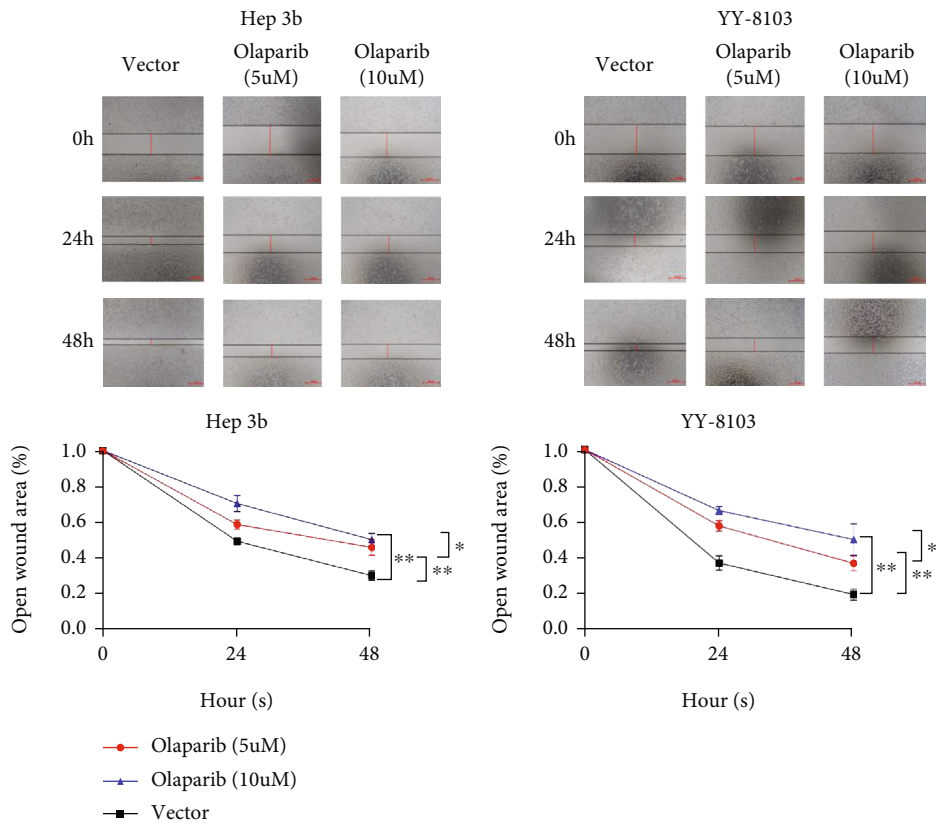 Hep 3b
Vector
Olaparib
(5uM)
Olaparib
(10uM)
0h
24h
48h
YY-8103
Vector
Olaparib
(5uM)
Olaparib
(10uM)
0h
24h
48h
Hep 3b
Open wound area (%)
1.0
0.8
0.6
0.4
0.2
0.0
0
24
48
Hour (s)
**
**
*
YY-8103
Open wound area (%)
1.0
0.8
0.6
0.4
0.2
0.0
0
24
48
Hour (s)
**
**
*
Olaparib (5uM)
Olaparib (10uM)
Vector